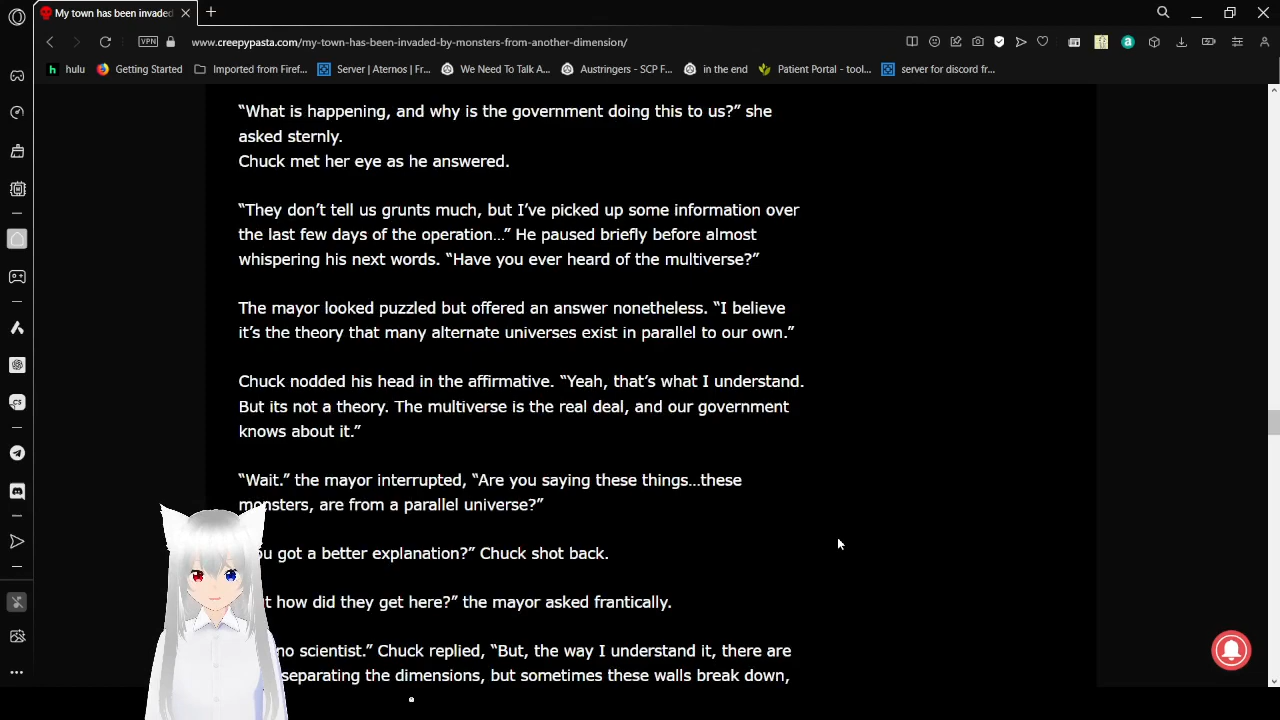 My town has been invaded
VPN
www.creepypasta.com/my-town-has-been-invaded-by-monsters-from-another-dimension/
hulu
Getting Started
Imported from Firef...
Server | Aternos | Fr...
We Need To Talk A...
Austringers - SCP F...
in the end
Patient Portal - tool...
server for discord fr...
“What is happening, and why is the government doing this to us?” she
asked sternly.
Chuck met her eye as he answered.
“They don’t tell us grunts much, but I’ve picked up some information over
the last few days of the operation…” He paused briefly before almost
whispering his next words. “Have you ever heard of the multiverse?”
The mayor looked puzzled but offered an answer nonetheless. “I believe
it’s the theory that many alternate universes exist in parallel to our own.”
Chuck nodded his head in the affirmative. “Yeah, that’s what I understand.
But its not a theory. The multiverse is the real deal, and our government
knows about it.”
“Wait.” the mayor interrupted, “Are you saying these things…these
monsters, are from a parallel universe?”
got a better explanation?” Chuck shot back.
how did they get here?” the mayor asked frantically.
no scientist.” Chuck replied, “But, the way I understand it, there are
separating the dimensions, but sometimes these walls break down,